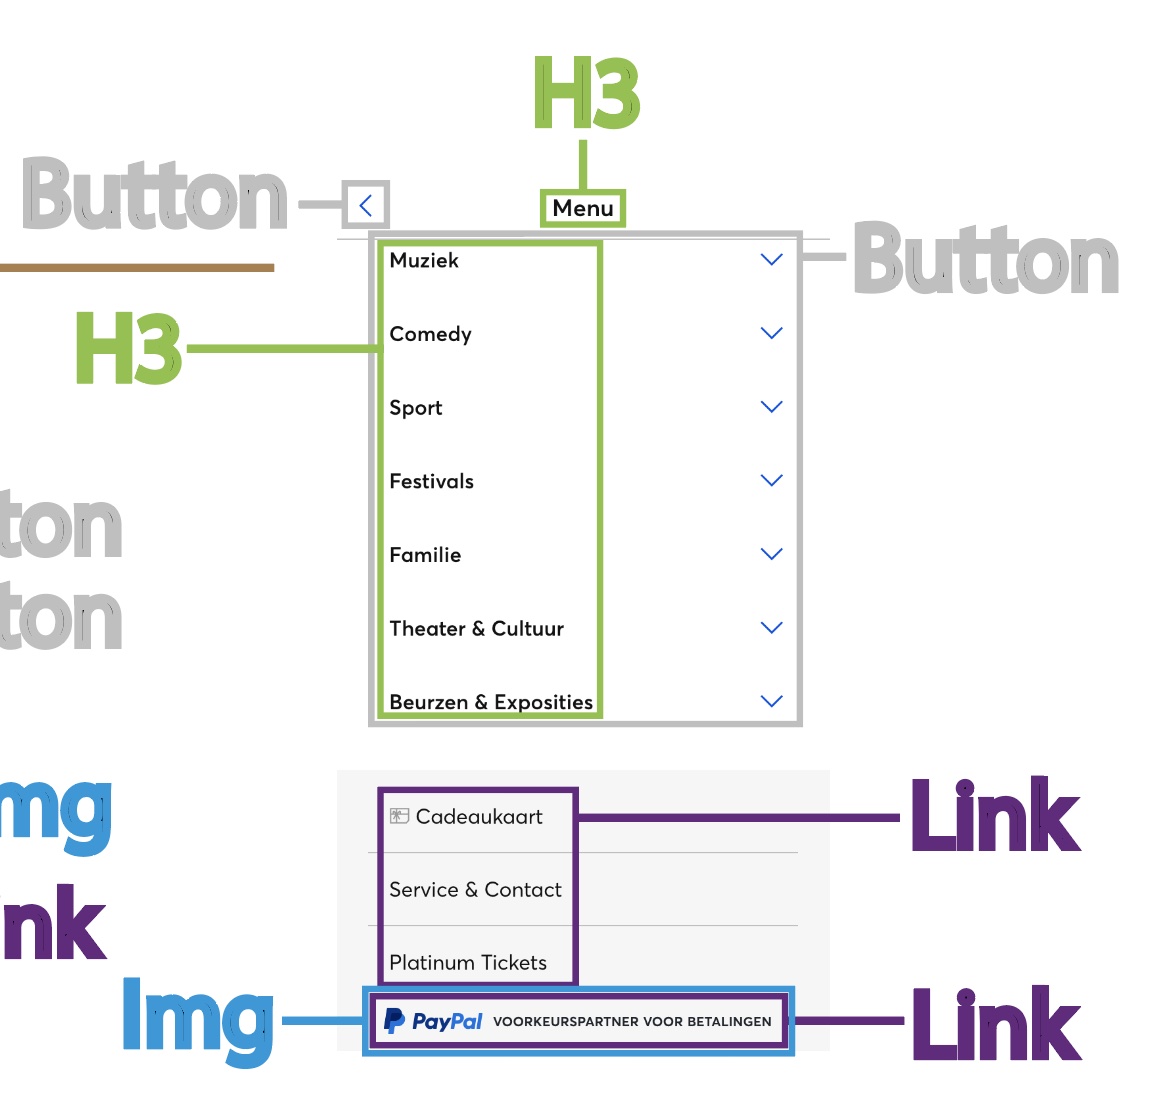 H3
Button
Menu
Button
Muziek
H3
Comedy
Sport
Festivals
ton
Familie
ton
Theater & Cultuur
Beurzen & Exposities
mg
Cadeaukaart
Link
Service & Contact
nk
Platinum Tickets
Img
PayPal VOORKEURSPARTNER VOOR BETALINGEN
Link